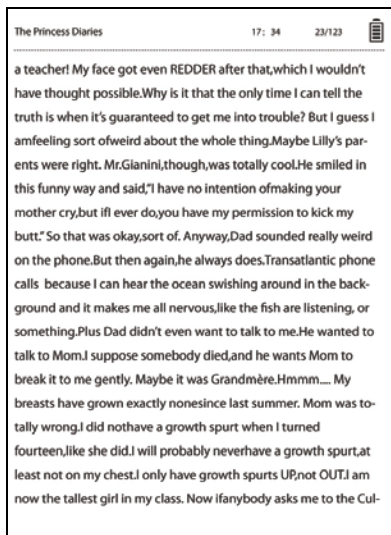 The Princess Diaries 17: 34 23/123
a teacher! My face got even REDDER after that,which I wouldn't
have thought possible.Why is it that the only time I can tell the
truth is when it's guaranteed to get me into trouble? But I guess I
amfeeling sort ofweird about the whole thing.Maybe Lilly's par-
ents were right. Mr.Gianini,though,was totally cool.He smiled in
this funny way and said,"I have no intention ofmaking your
mother cry,but ifI ever do,you have my permission to kick my
butt." So that was okay,sort of. Anyway,Dad sounded really weird
on the phone.But then again,he always does.Transatlantic phone
calls because I can hear the ocean swishing around in the back-
ground and it makes me all nervous,like the fish are listening, or
something.Plus Dad didn't even want to talk to me.He wanted to
talk to Mom.I suppose somebody died,and he wants Mom to
break it to me gently. Maybe it was Grandmère.Hmmm.... My
breasts have grown exactly nonesince last summer. Mom was to-
tally wrong.I did nothave a growth spurt when I turned
fourteen,like she did.I will probably neverhave a growth spurt,at
least not on my chest.I only have growth spurts UP,not OUT.I am
now the tallest girl in my class. Now ifanybody asks me to the Cul-